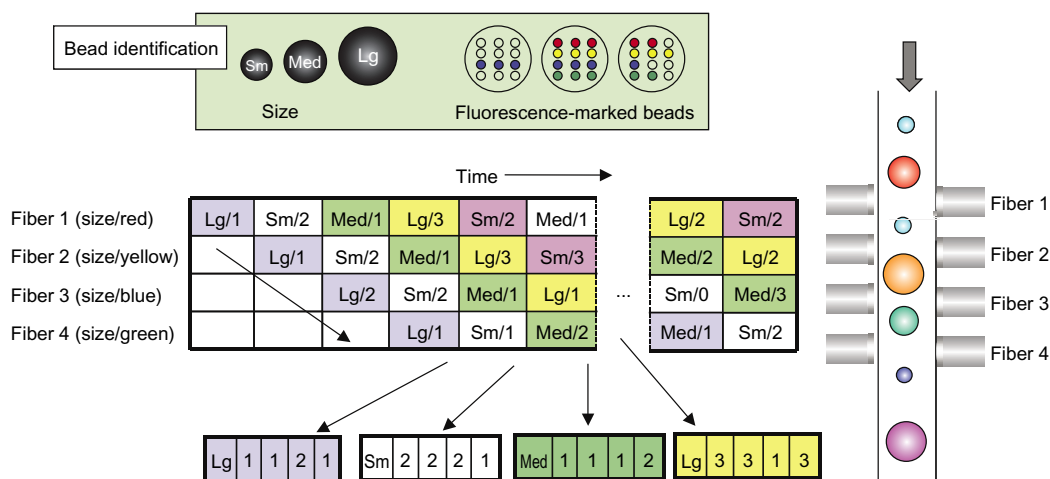 Bead identification
Sm Med Lg
Size
Fluorescence-marked beads
Time
Fiber 1 (size/red) Lg/1 Sm/2 Med/1 Lg/3 Sm/2 Med/1 Lg/2 Sm/2
Fiber 2 (size/yellow) Lg/1 Sm/2 Med/1 Lg/3 Sm/3 Med/2 Lg/2
Fiber 3 (size/blue) Lg/2 Sm/2 Med/1 Lg/1 ... Sm/0 Med/3
Fiber 4 (size/green) Lg/1 Sm/1 Med/2 Med/1 Sm/2
Lg 1 1 2 1
Sm 2 2 2 1
Med 1 1 1 2
Lg 3 3 1 3
Fiber 1
Fiber 2
Fiber 3
Fiber 4